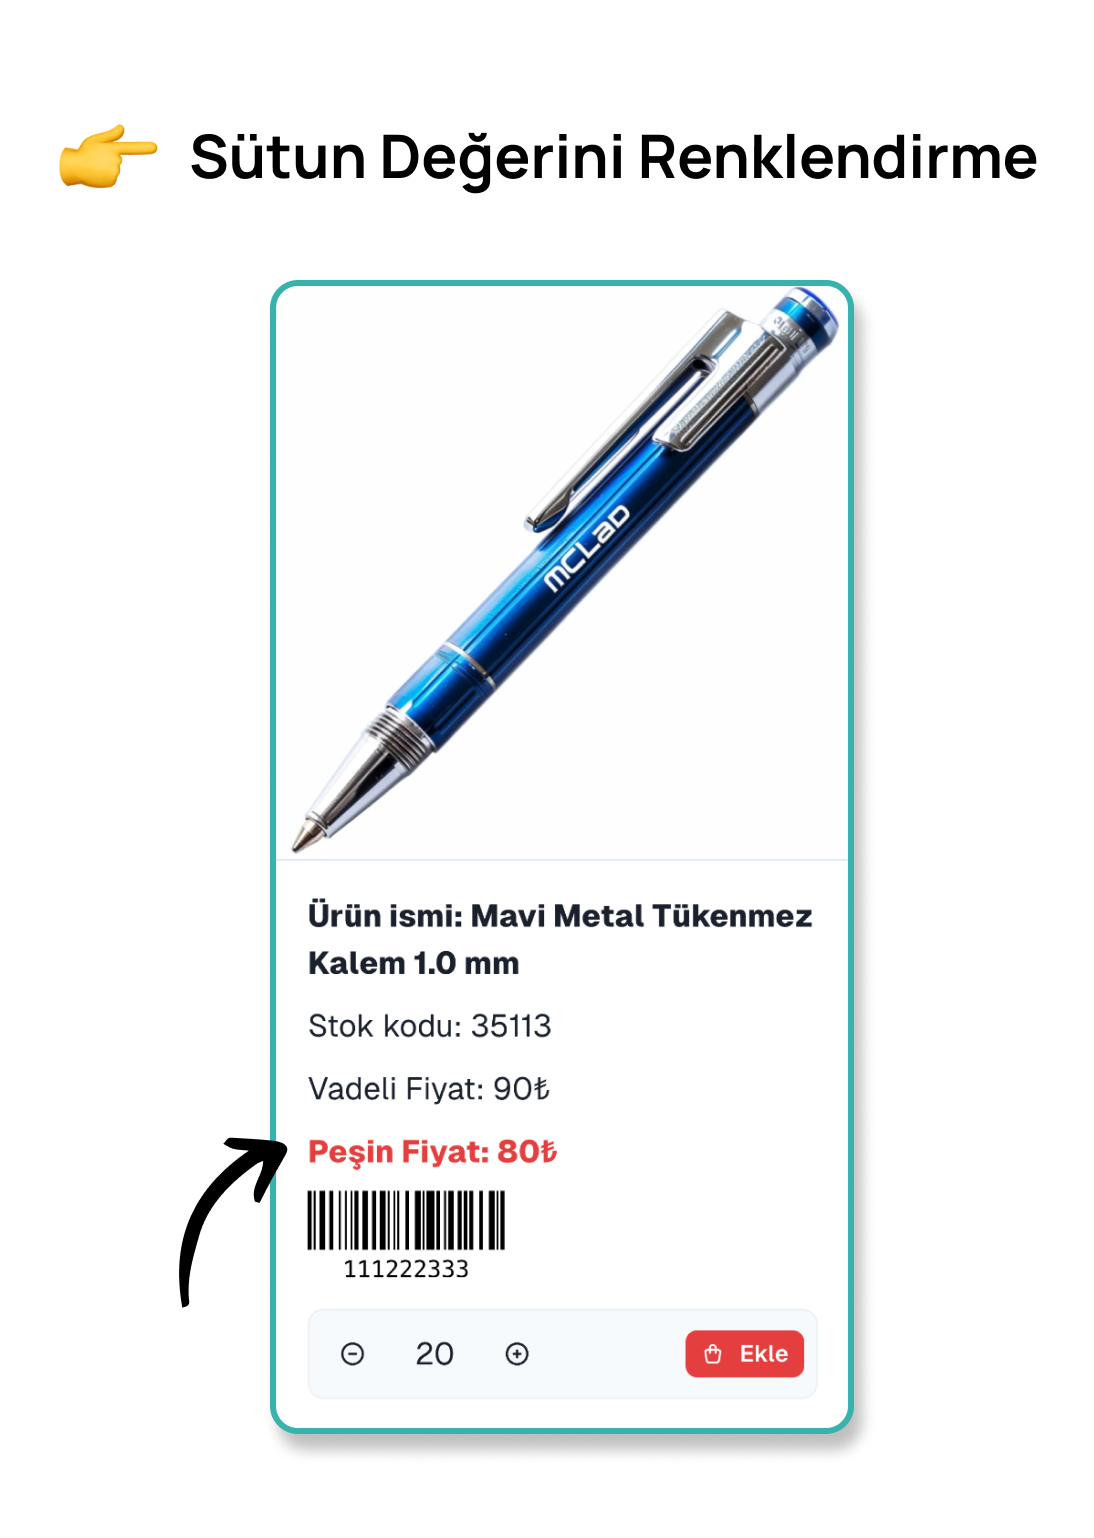 Sütun Değerini Renklendirme
MCLaD
Ürün ismi: Mavi Metal Tükenmez
Kalem 1.0 mm
Stok kodu: 35113
Vadeli Fiyat: 90₺
Peşin Fiyat: 80₺
111222333
20
Ekle